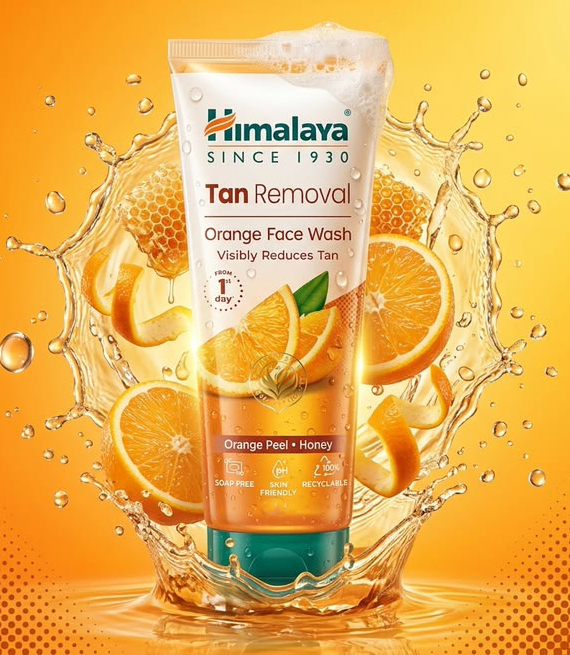 Himalaya®
SINCE 1930
Tan Removal
Orange Face Wash
Visibly Reduces Tan
FROM
1st
day
Orange Peel • Honey
SOAP FREE
pH
SKIN
FRIENDLY
100%
RECYCLABLE